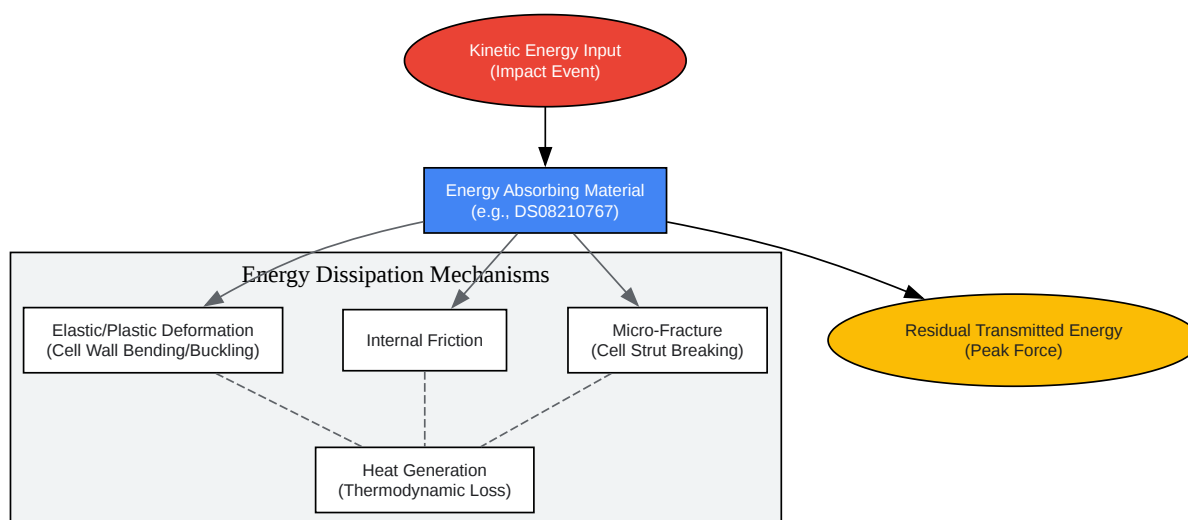 Kinetic Energy Input
(Impact Event)
Energy Absorbing Material
(e.g., DS08210767)
Energy Dissipation Mechanisms
Elastic/Plastic Deformation
(Cell Wall Bending/Buckling)
Internal Friction
Micro-Fracture
(Cell Strut Breaking)
Residual Transmitted Energy
(Peak Force)
Heat Generation
(Thermodynamic Loss)